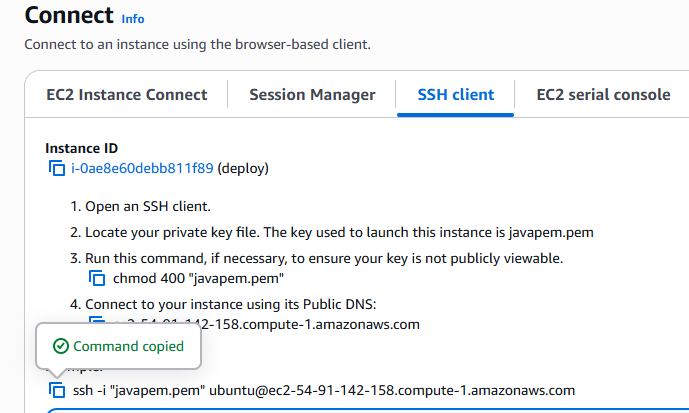 Connect Info
Connect to an instance using the browser-based client.
EC2 Instance Connect Session Manager SSH client EC2 serial console
Instance ID
i-0ae8e60debb811f89 (deploy)
1. Open an SSH client.
2. Locate your private key file. The key used to launch this instance is javapem.pem
3. Run this command, if necessary, to ensure your key is not publicly viewable.
chmod 400 "javapem.pem"
4. Connect to your instance using its Public DNS:
2-54-91-142-158.compute-1.amazonaws.com
Command copied
ssh -i "javapem.pem" ubuntu@ec2-54-91-142-158.compute-1.amazonaws.com